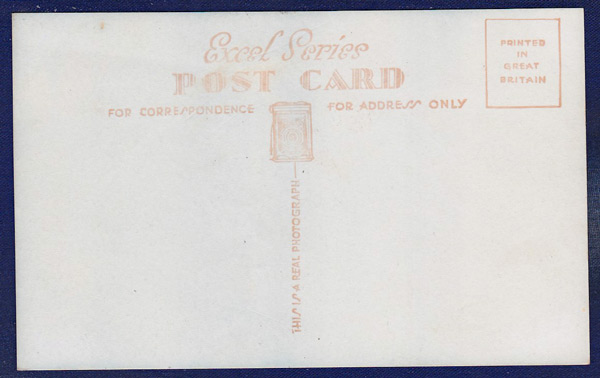 Excel Series
POST CARD
FOR CORRESPONDENCE
FOR ADDRESS ONLY
PRINTED
IN
GREAT
BRITAIN
THIS IS A REAL PHOTOGRAPH